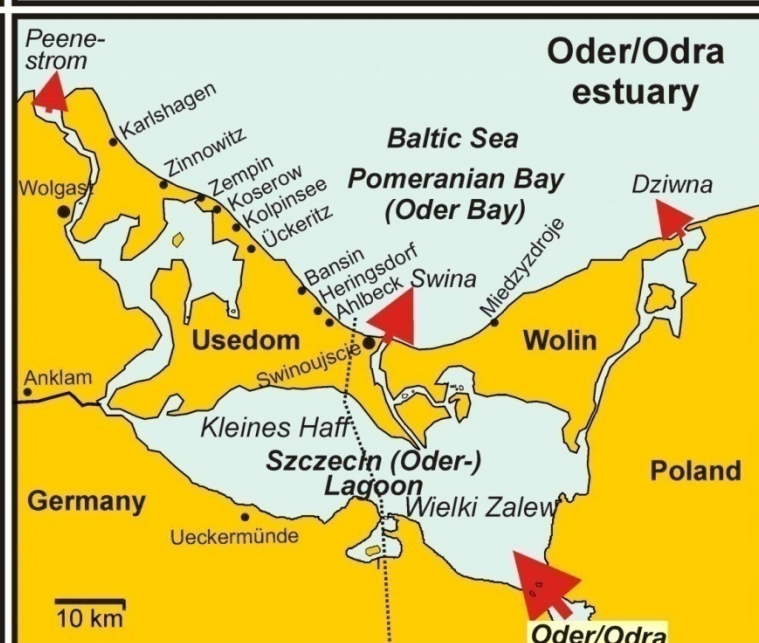 Peene-
strom
Oder/Odra
estuary
Karlshagen
Baltic Sea
Zinnowitz
Pomeranian Bay
(Oder Bay)
Dziwna
Wolgast
Zempin
Koserow
Kolpinsee
Ückeritz
Bansin
Heringsdorf
Ahlbeck
Swina
Miedzyzdroje
Usedom
Wolin
Swinoujscie
Anklam
Kleines Haff
Szczecin (Oder-)
Lagoon
Wielki Zalew
Poland
Germany
Ueckermünde
10 km
Oder/Odra